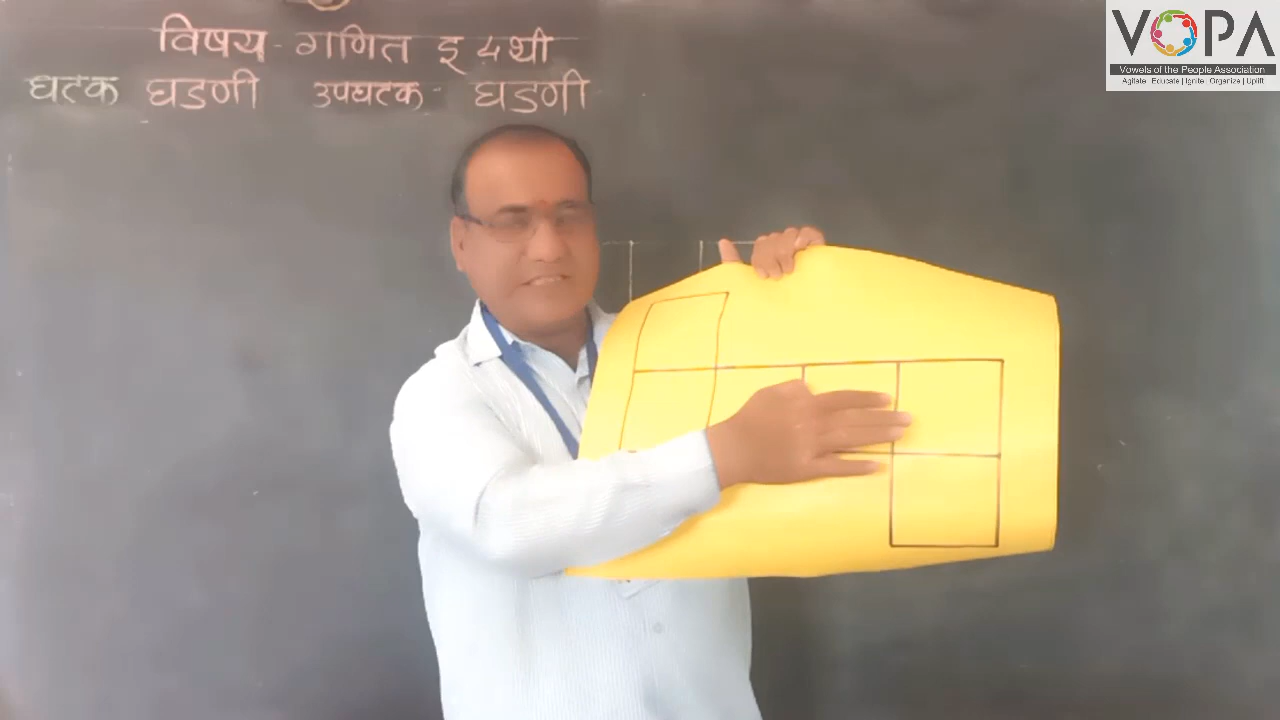 विषय - गणित इ ४थी
घटक घडणी उपघटक - घडणी
VOPA
Vowels of the People Association
Agitate | Educate | Ignite | Organize | Uplift